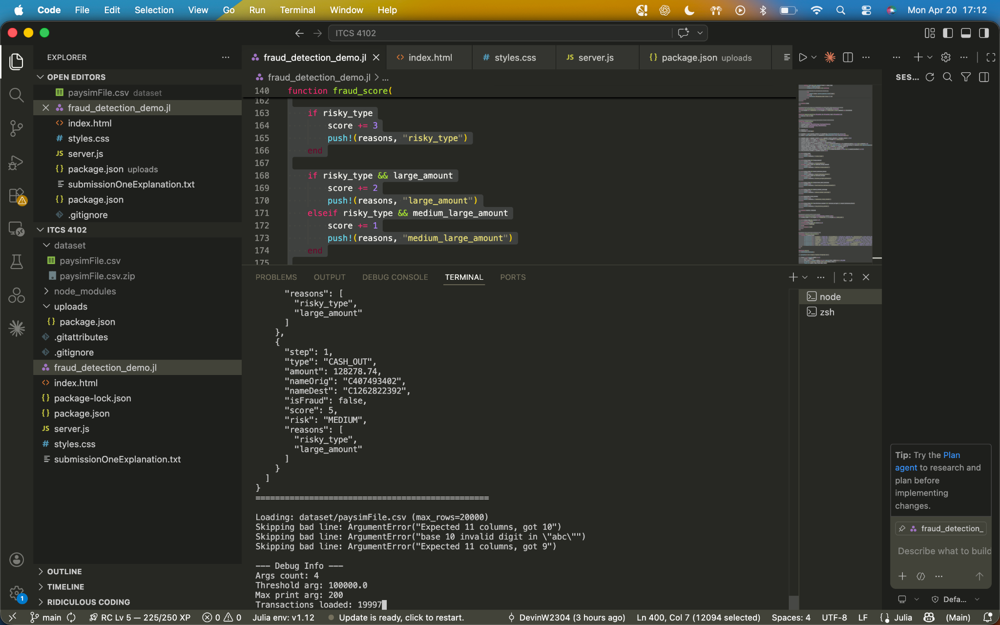 Code File Edit Selection View Go Run Terminal Window Help Mon Apr 20 17:12
ITCS 4102
EXPLORER
OPEN EDITORS
paysimFile.csv dataset
fraud_detection_demo.jl
index.html
styles.css
JS server.js
{} package.json uploads
submissionOneExplanation.txt
{} package.json
.gitignore
ITCS 4102
dataset
paysimFile.csv
paysimFile.csv.zip
node_modules
uploads
{} package.json
.gitattributes
.gitignore
fraud_detection_demo.jl
index.html
{} package-lock.json
{} package.json
JS server.js
# styles.css
submissionOneExplanation.txt
OUTLINE
TIMELINE
RIDICULOUS CODING
1
fraud_detection_demo.jl <> index.html # styles.css JS server.js {} package.json uploads
fraud_detection_demo.jl > ...
140 function fraud_score(
162
163 if risky_type
164 score += 3
165 push!(reasons, "risky_type")
166 end
167
168 if risky_type && large_amount
169 score += 2
170 push!(reasons, "large_amount")
171 elseif risky_type && medium_large_amount
172 score += 1
173 push!(reasons, "medium_large_amount")
174 end
175
PROBLEMS OUTPUT DEBUG CONSOLE TERMINAL PORTS
"reasons": [
"risky_type",
"large_amount"
]
},
{
"step": 1,
"type": "CASH_OUT",
"amount": 128278.74,
"nameOrig": "C407493402",
"nameDest": "C1262822392",
"isFraud": false,
"score": 5,
"risk": "MEDIUM",
"reasons": [
"risky_type",
"large_amount"
]
}
]
}
================================================
Loading: dataset/paysimFile.csv (max_rows=20000)
Skipping bad line: ArgumentError("Expected 11 columns, got 10")
Skipping bad line: ArgumentError("base 10 invalid digit in \"abc\"")
Skipping bad line: ArgumentError("Expected 11 columns, got 9")
--- Debug Info ---
Args count: 4
Threshold arg: 100000.0
Max print arg: 200
Transactions loaded: 19997
node
zsh
SES...
Tip: Try the Plan
agent to research and
plan before
implementing
changes.
fraud_detection_
Describe what to build
Defa...
main RC Lv 5 — 225/250 XP 0 0 Julia env: v1.12 Update is ready, click to restart. DevinW2304 (3 hours ago) Ln 400, Col 7 (12094 selected) Spaces: 4 UTF-8 LF Julia (Main)